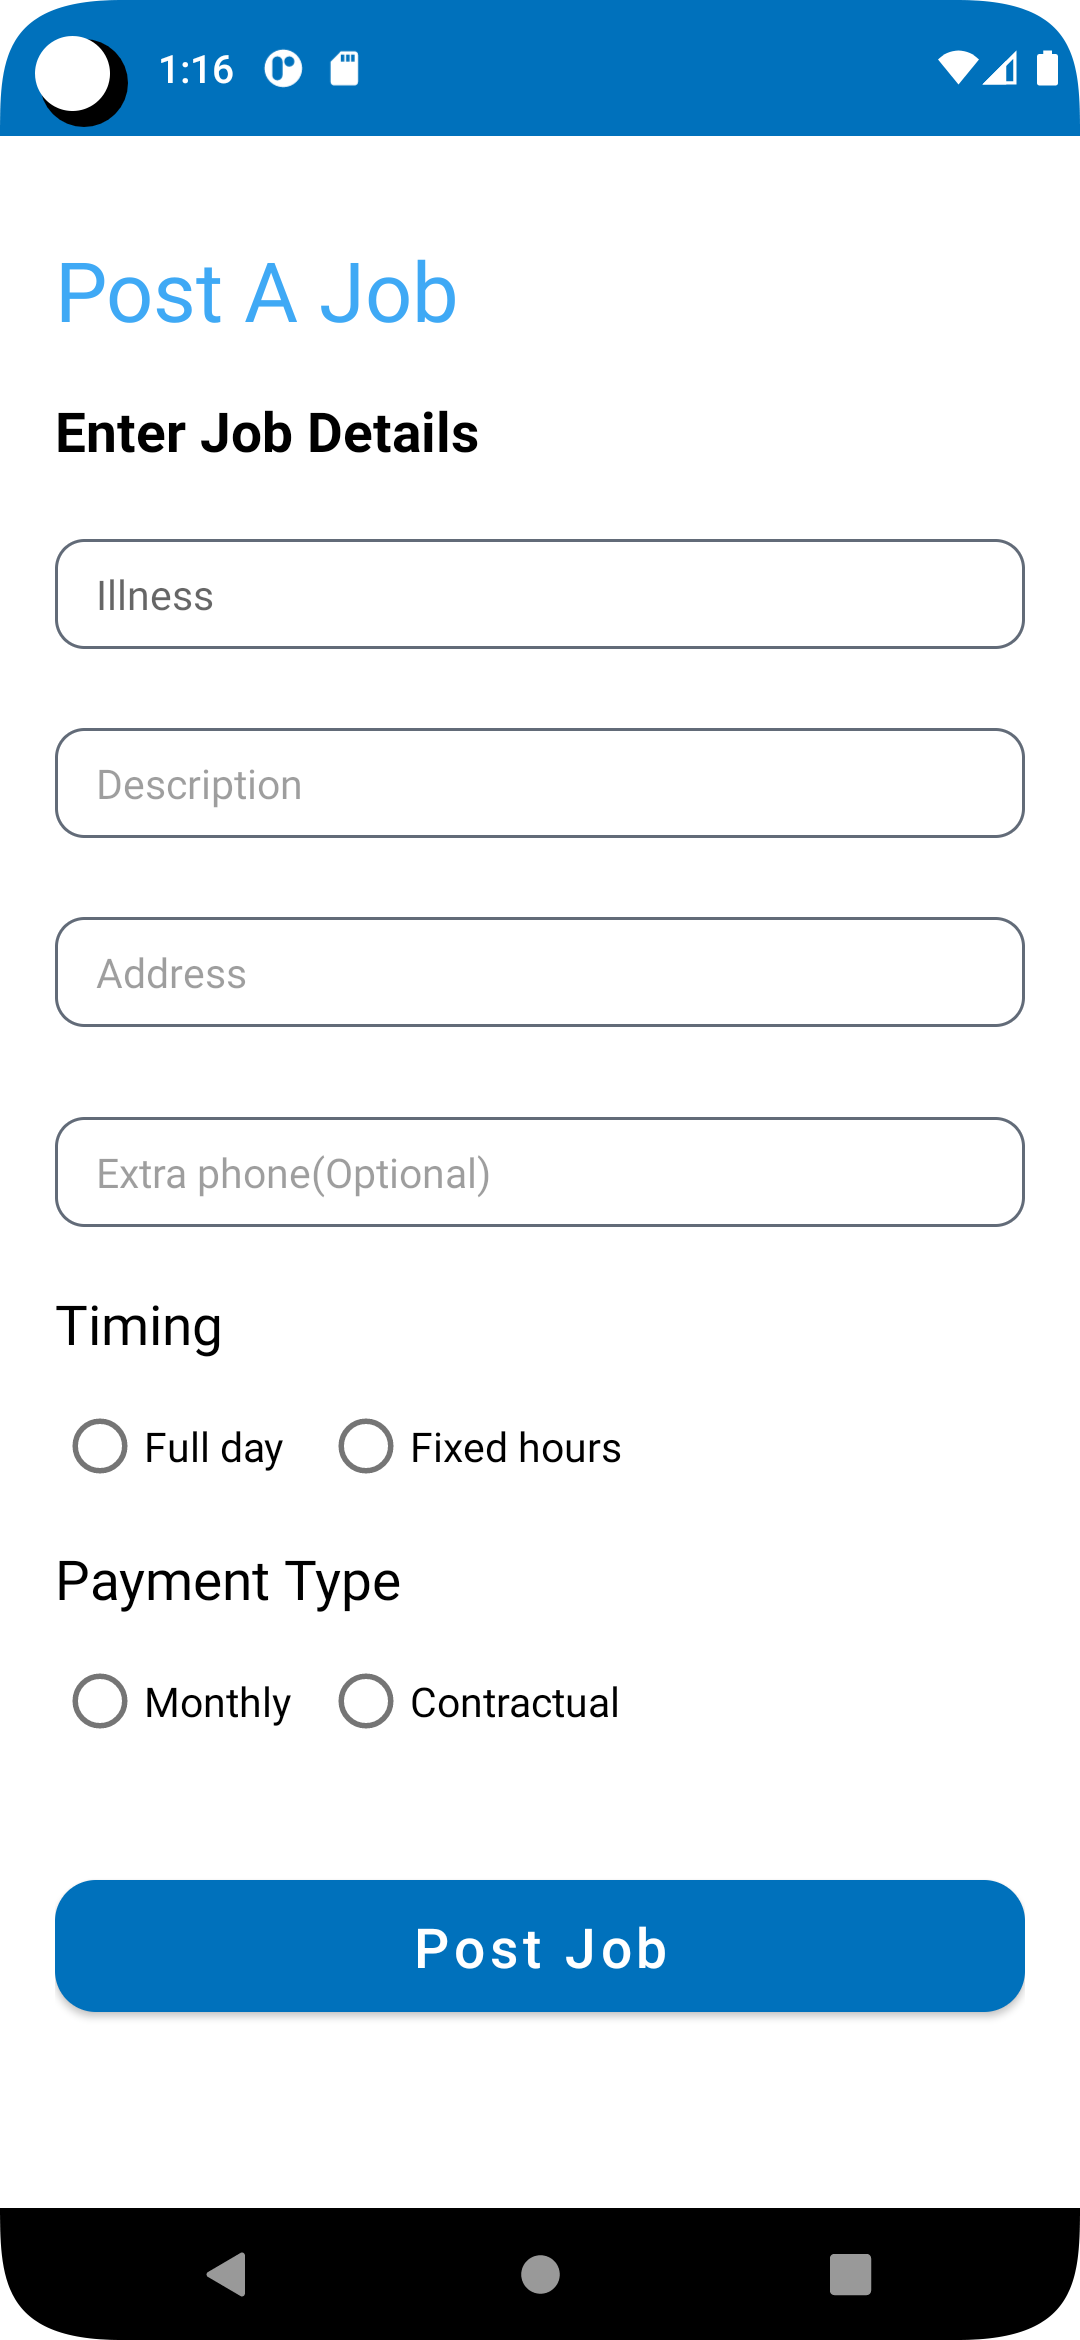 1:16
Post A Job
Enter Job Details
Illness
Description
Address
Extra phone(Optional)
Timing
Full day Fixed hours
Payment Type
Monthly Contractual
Post Job